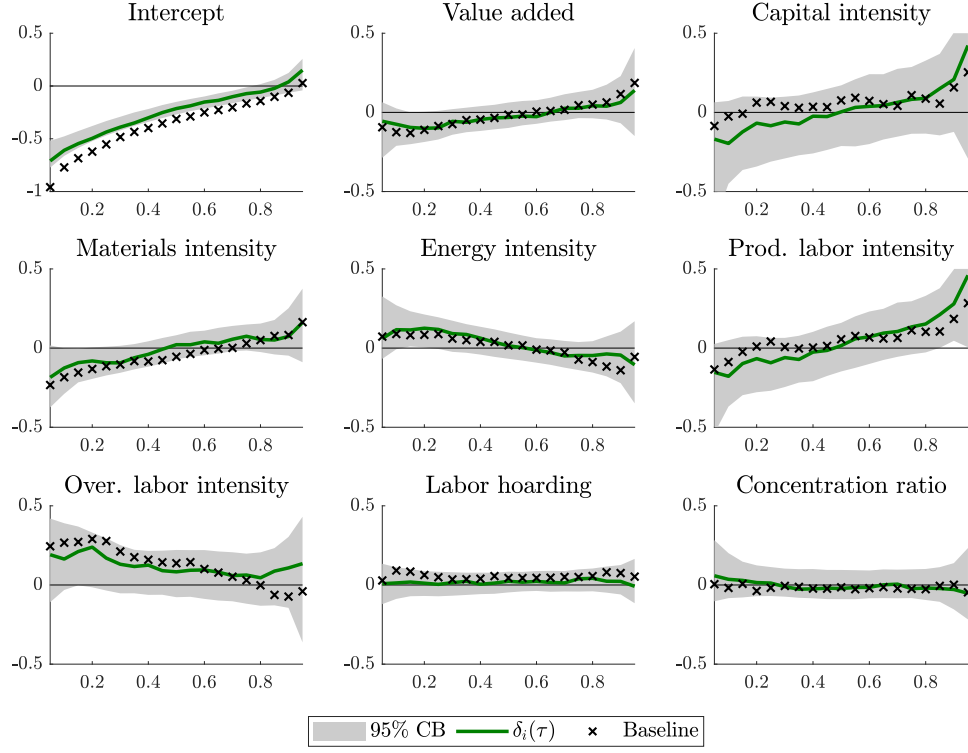 Intercept
Value added
Capital intensity
0.5
0
-0.5
-1
0.2 0.4 0.6 0.8
0.5
0
-0.5
0.2 0.4 0.6 0.8
0.5
0
-0.5
0.2 0.4 0.6 0.8
Materials intensity
Energy intensity
Prod. labor intensity
0.5
0
-0.5
0.2 0.4 0.6 0.8
0.5
0
-0.5
0.2 0.4 0.6 0.8
0.5
0
-0.5
0.2 0.4 0.6 0.8
Over. labor intensity
Labor hoarding
Concentration ratio
0.5
0
-0.5
0.2 0.4 0.6 0.8
0.5
0
-0.5
0.2 0.4 0.6 0.8
0.5
0
-0.5
0.2 0.4 0.6 0.8
95% CB δᵢ(τ) Baseline